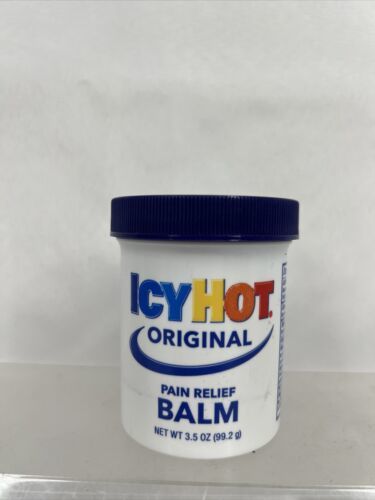 ICY HOT.
ORIGINAL
PAIN RELIEF
BALM
NET WT 3.5 OZ (99.2 g)